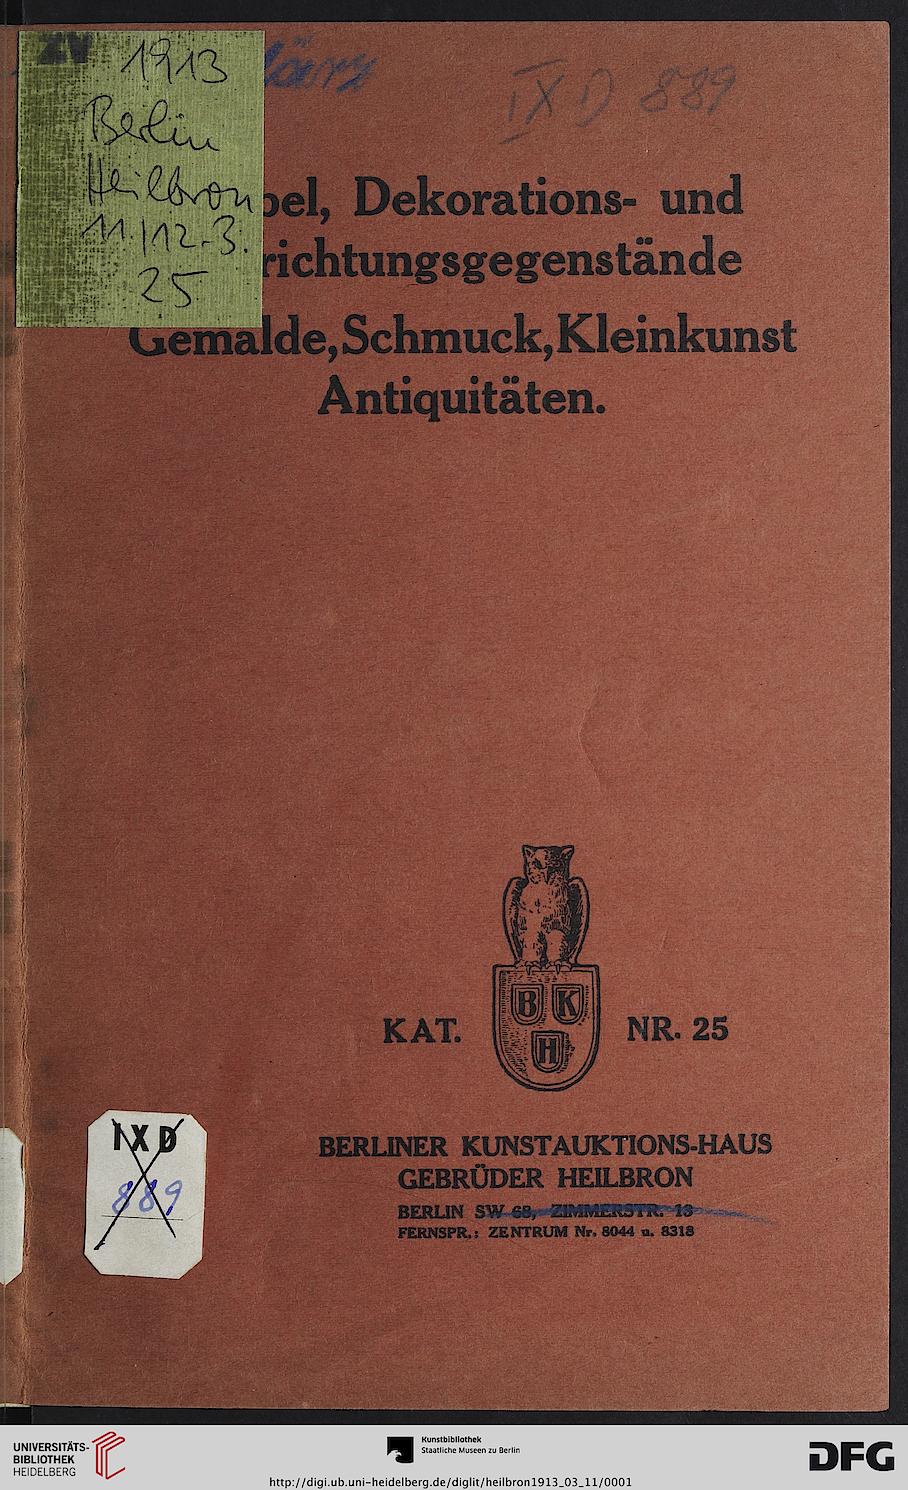 1913
Berlin
Heilbron
11./12.3.
25
IX D 889
bel, Dekorations- und
richtungsgegenstände
Gemälde, Schmuck, Kleinkunst
Antiquitäten.
B K
H
KAT. NR. 25
BERLINER KUNSTAUKTIONS-HAUS
GEBRÜDER HEILBRON
BERLIN SW 68, ZIMMERSTR. 13
FERNSPR.: ZENTRUM Nr. 8044 u. 8318
IX D
889
UNIVERSITÄTS-
BIBLIOTHEK
HEIDELBERG
Kunstbibliothek
Staatliche Museen zu Berlin
DFG
http://digi.ub.uni-heidelberg.de/diglit/heilbron1913_03_11/0001